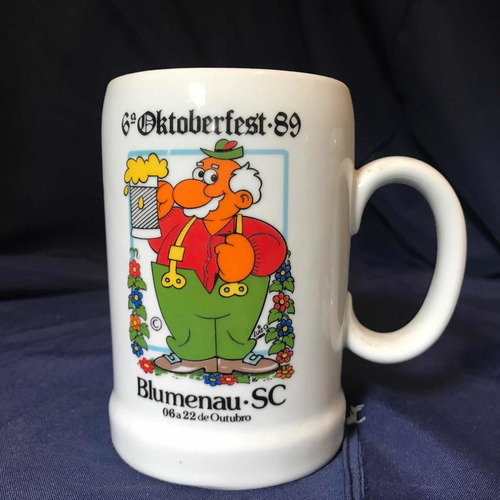 6ª Oktoberfest·89
©
Blumenau·SC
06 a 22 de Outubro